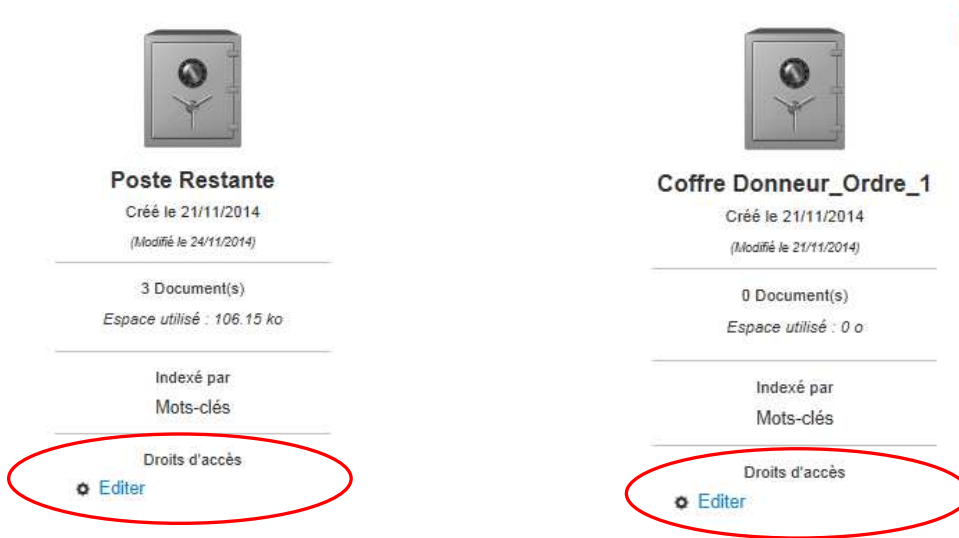 Poste Restante
Créé le 21/11/2014
(Modifié le 24/11/2014)
3 Document(s)
Espace utilisé : 106.15 ko
Indexé par
Mots-clés
Droits d'accès
Editer
Coffre Donneur_Ordre_1
Créé le 21/11/2014
(Modifié le 21/11/2014)
0 Document(s)
Espace utilisé : 0 o
Indexé par
Mots-clés
Droits d'accès
Editer